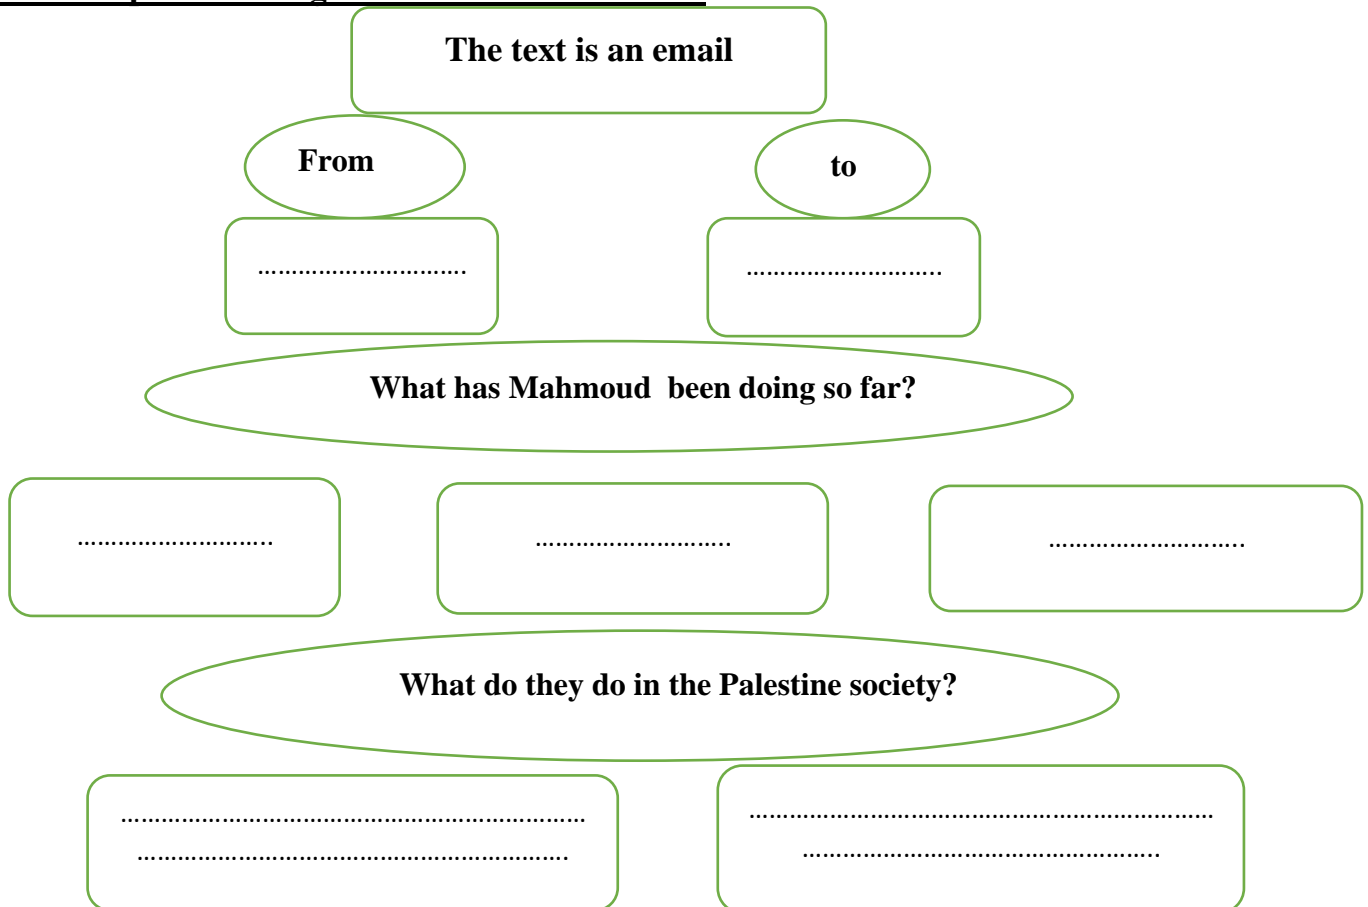 The text is an email
From
to
………………………….
………………………..
What has Mahmoud been doing so far?
………………………..
………………………..
………………………..
What do they do in the Palestine society?
……………………………………………………………
……………………………………………………….
……………………………………………………………
……………………………………………..